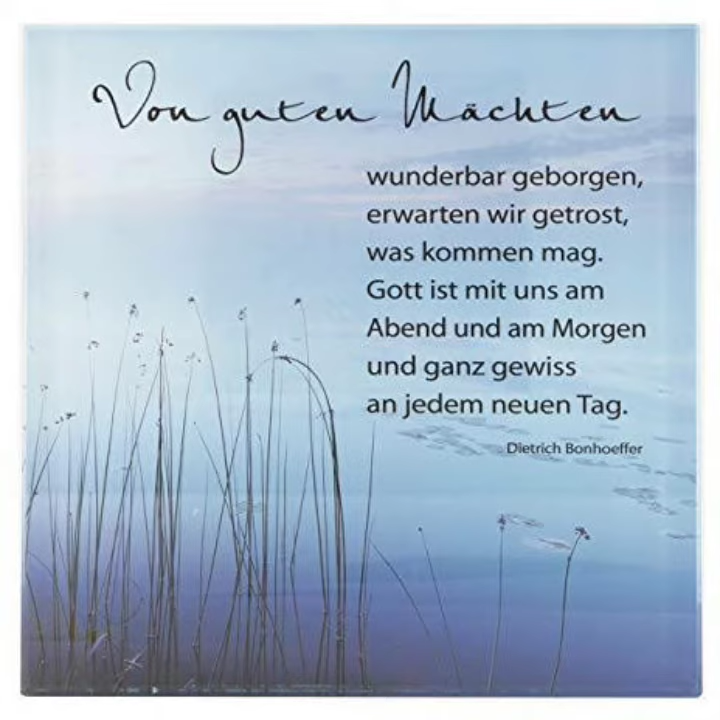 Von guten Mächten
wunderbar geborgen,
erwarten wir getrost,
was kommen mag.
Gott ist mit uns am
Abend und am Morgen
und ganz gewiss
an jedem neuen Tag.
Dietrich Bonhoeffer